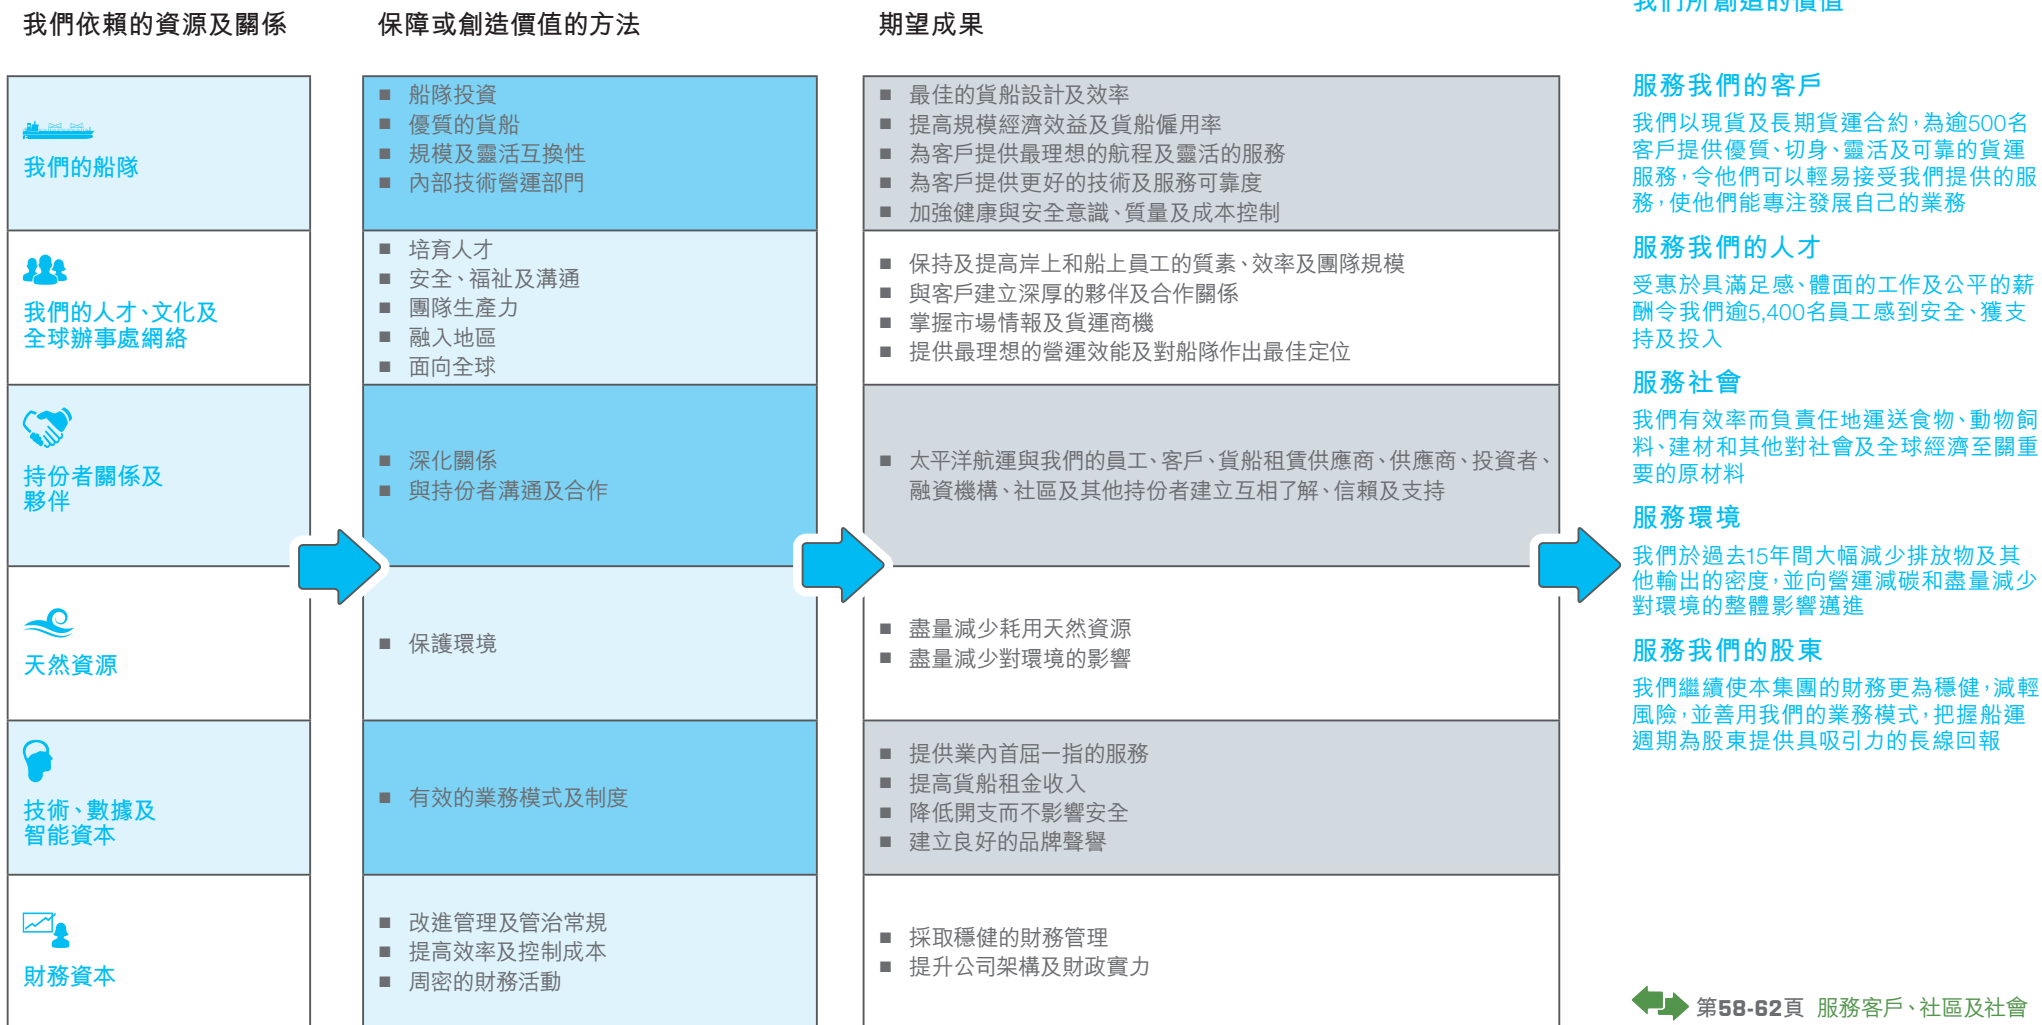 我們依賴的資源及關係
保障或創造價值的方法
期望成果
我們所創造的價值
我們的船隊
■ 船隊投資
■ 優質的貨船
■ 規模及靈活互換性
■ 內部技術營運部門
■ 最佳的貨船設計及效率
■ 提高規模經濟效益及貨船僱用率
■ 為客戶提供最理想的航程及靈活的服務
■ 為客戶提供更好的技術及服務可靠度
■ 加強健康與安全意識、質量及成本控制
我們的人才、文化及
全球辦事處網絡
■ 培育人才
■ 安全、福祉及溝通
■ 團隊生產力
■ 融入地區
■ 面向全球
■ 保持及提高岸上和船上員工的質素、效率及團隊規模
■ 與客戶建立深厚的夥伴及合作關係
■ 掌握市場情報及貨運商機
■ 提供最理想的營運效能及對船隊作出最佳定位
持份者關係及
夥伴
■ 深化關係
■ 與持份者溝通及合作
■ 太平洋航運與我們的員工、客戶、貨船租賃供應商、供應商、投資者、
融資機構、社區及其他持份者建立互相了解、信賴及支持
天然資源
■ 保護環境
■ 盡量減少耗用天然資源
■ 盡量減少對環境的影響
技術、數據及
智能資本
■ 有效的業務模式及制度
■ 提供業內首屈一指的服務
■ 提高貨船租金收入
■ 降低開支而不影響安全
■ 建立良好的品牌聲譽
財務資本
■ 改進管理及管治常規
■ 提高效率及控制成本
■ 周密的財務活動
■ 採取穩健的財務管理
■ 提升公司架構及財政實力
服務我們的客戶
我們以現貨及長期貨運合約，為逾500名
客戶提供優質、切身、靈活及可靠的貨運
服務，令他們可以輕易接受我們提供的服
務，使他們能專注發展自己的業務
服務我們的人才
受惠於具滿足感、體面的工作及公平的薪
酬令我們逾5,400名員工感到安全、獲支
持及投入
服務社會
我們有效率而負責任地運送食物、動物飼
料、建材和其他對社會及全球經濟至關重
要的原材料
服務環境
我們於過去15年間大幅減少排放物及其
他輸出的密度，並向營運減碳和盡量減少
對環境的整體影響邁進
服務我們的股東
我們繼續使本集團的財務更為穩健，減輕
風險，並善用我們的業務模式，把握船運
週期為股東提供具吸引力的長線回報
第58-62頁 服務客戶、社區及社會